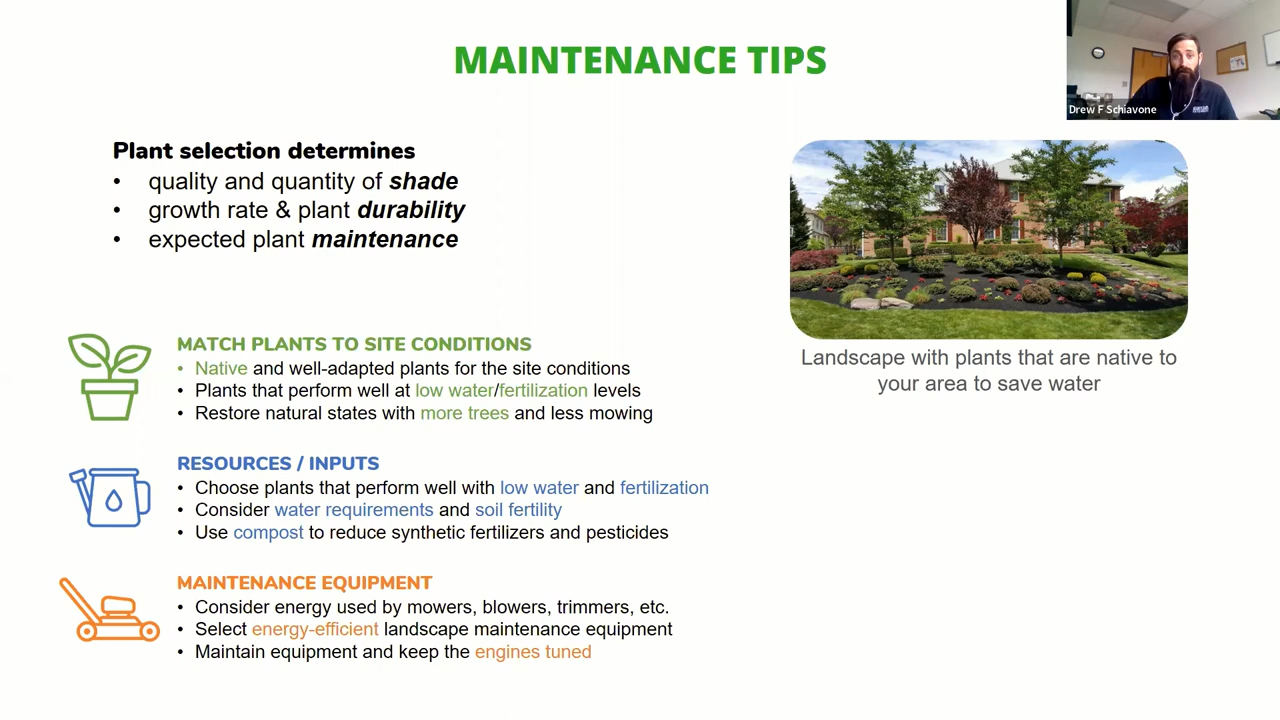 MAINTENANCE TIPS
Drew F Schiavone
Plant selection determines
• quality and quantity of shade
• growth rate & plant durability
• expected plant maintenance
Landscape with plants that are native to
your area to save water
MATCH PLANTS TO SITE CONDITIONS
• Native and well-adapted plants for the site conditions
• Plants that perform well at low water/fertilization levels
• Restore natural states with more trees and less mowing
RESOURCES / INPUTS
• Choose plants that perform well with low water and fertilization
• Consider water requirements and soil fertility
• Use compost to reduce synthetic fertilizers and pesticides
MAINTENANCE EQUIPMENT
• Consider energy used by mowers, blowers, trimmers, etc.
• Select energy-efficient landscape maintenance equipment
• Maintain equipment and keep the engines tuned